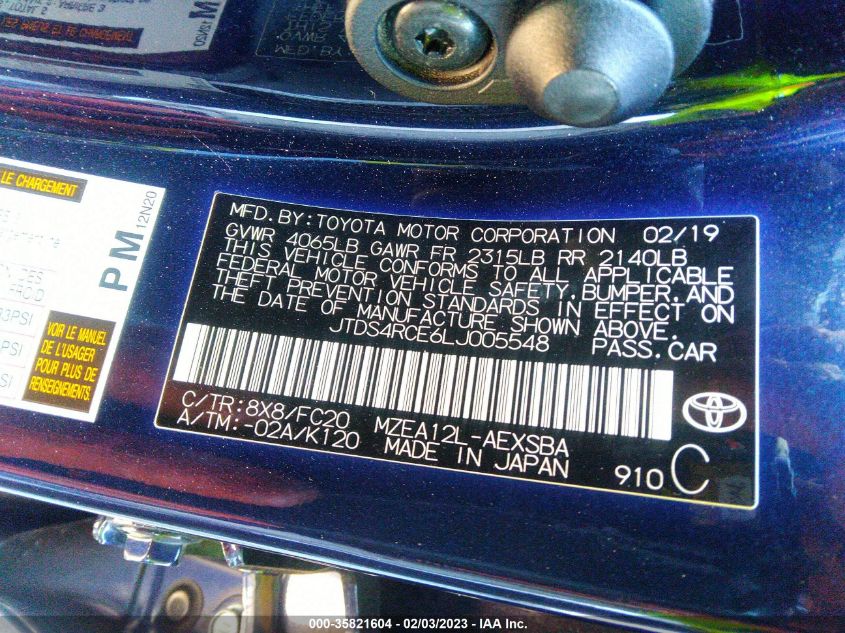 LE CHARGEMENT
PM
12N20
PSI
PSI
VOIR LE MANUEL
DE L'USAGER
POUR PLUS DE
RENSEIGNEMENTS.
MFD. BY: TOYOTA MOTOR CORPORATION 02/19
GVWR 4065LB GAWR FR 2315LB RR 2140LB
THIS VEHICLE CONFORMS TO ALL APPLICABLE
FEDERAL MOTOR VEHICLE SAFETY, BUMPER, AND
THEFT PREVENTION STANDARDS IN EFFECT ON
THE DATE OF MANUFACTURE SHOWN ABOVE.
JTDS4RCE6LJ005548 PASS. CAR
C/TR: 8X8/FC20 MZEA12L-AEXSBA
A/TM: -02A/K120 MADE IN JAPAN
910 C
000-35821604 - 02/03/2023 - IAA Inc.